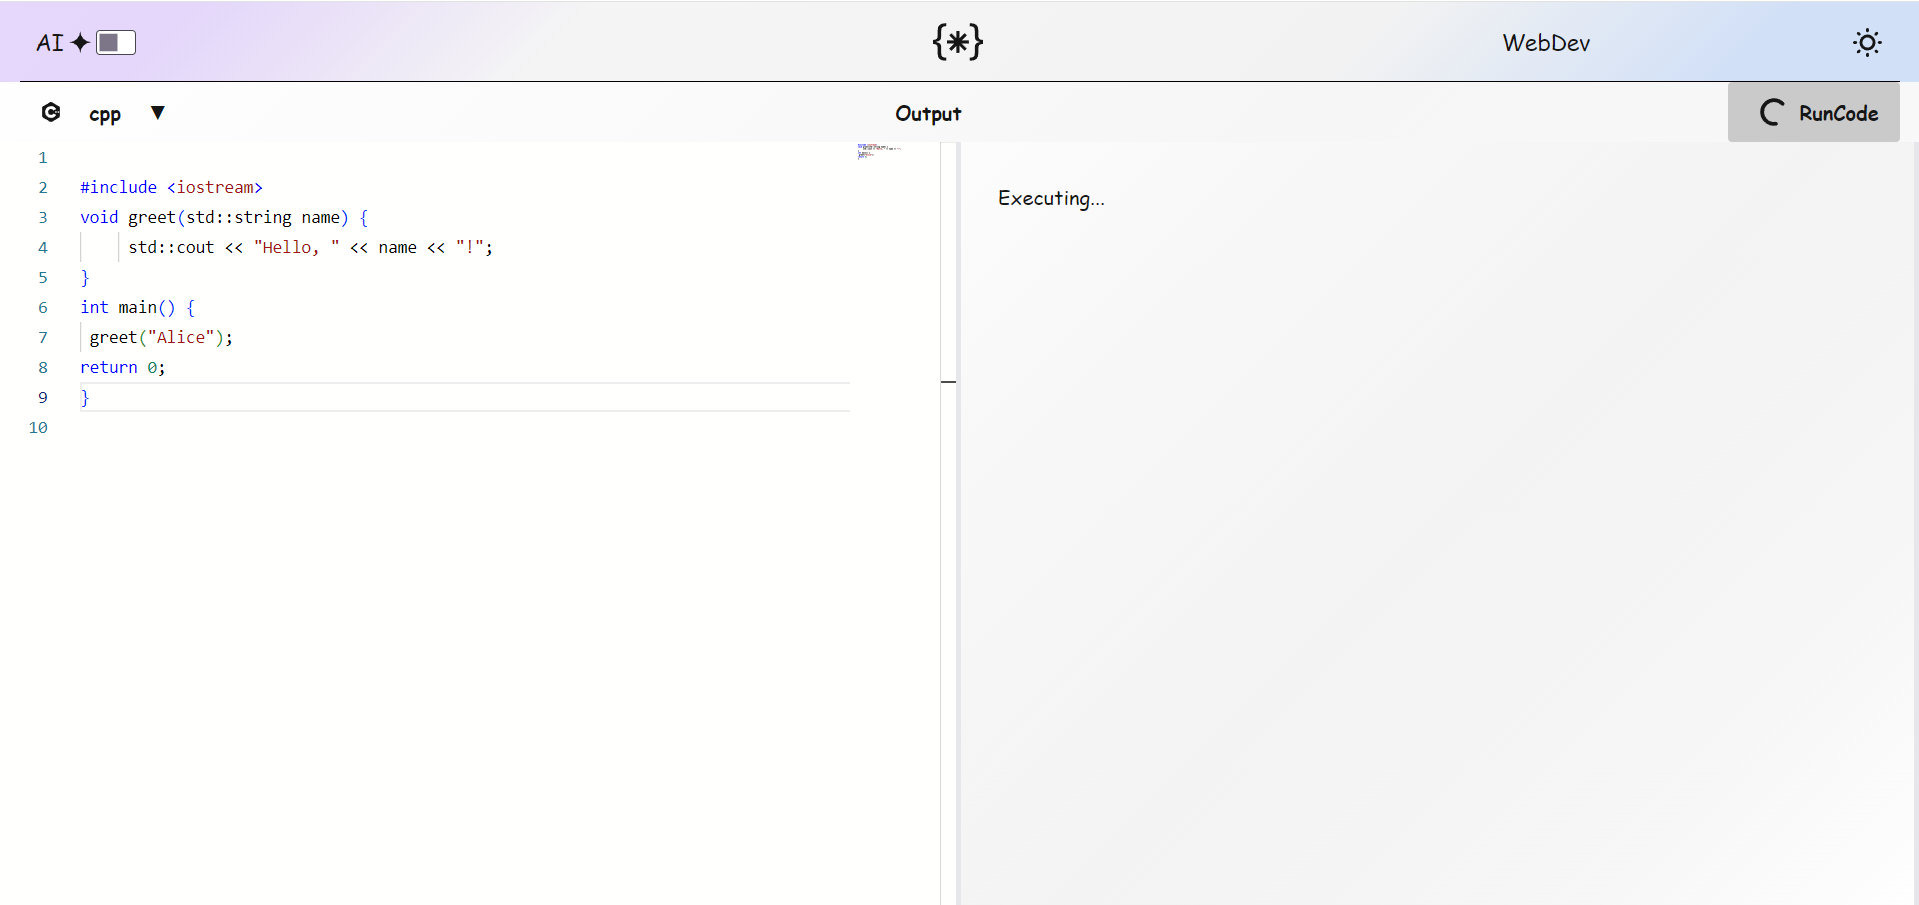 AI
{*}
WebDev
cpp
Output
RunCode
1
2 #include <iostream>
3 void greet(std::string name) {
4 std::cout << "Hello, " << name << "!";
5 }
6 int main() {
7 greet("Alice");
8 return 0;
9 }
10
Executing...